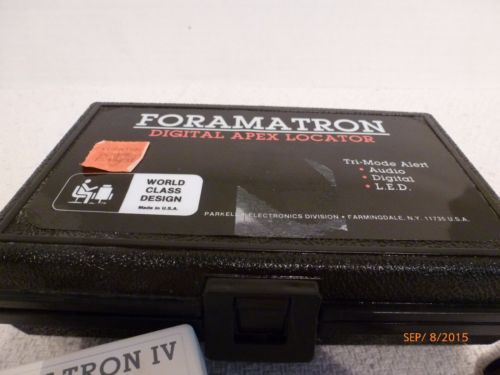 FORAMATRON
DIGITAL APEX LOCATOR
Tri-Mode Alert
• Audio
• Digital
• L.E.D.
WORLD
CLASS
DESIGN
Made in U.S.A.
ELECTRONICS DIVISION • FARMINGDALE, N.Y. 11735 U.S.A.
TRON IV
SEP/ 8/2015